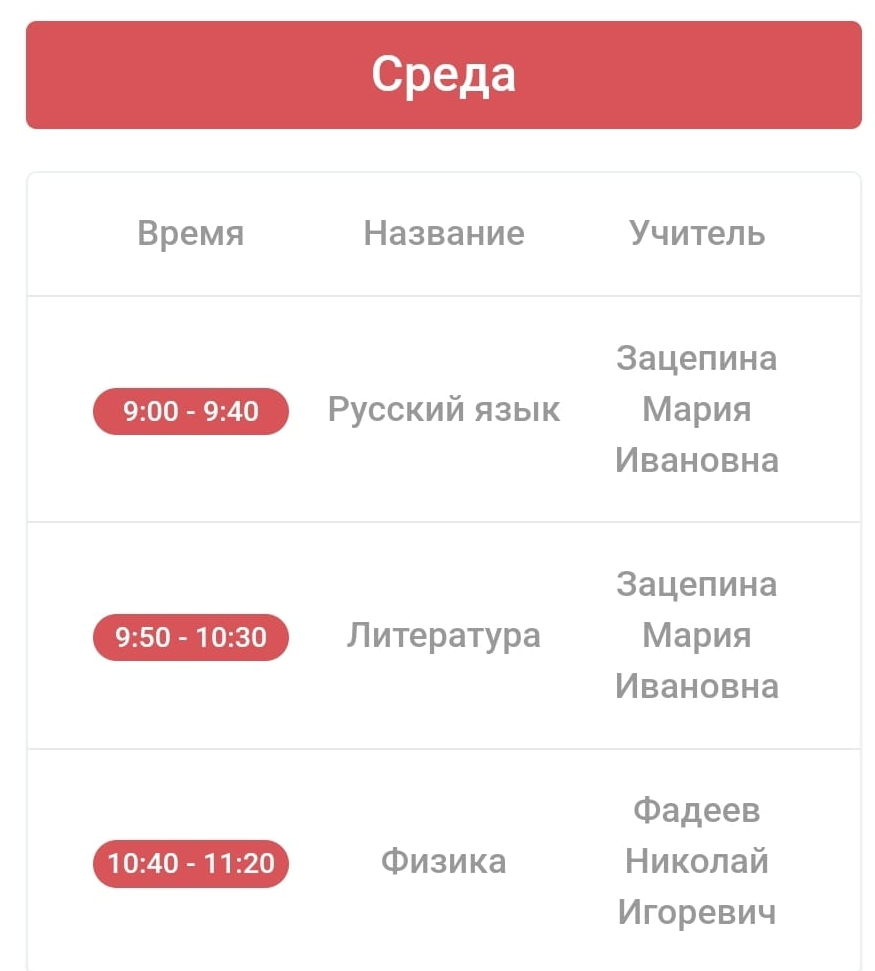 Среда
Время Название Учитель
Зацепина
9:00 - 9:40 Русский язык Мария
Ивановна
Зацепина
9:50 - 10:30 Литература Мария
Ивановна
Фадеев
10:40 - 11:20 Физика Николай
Игоревич